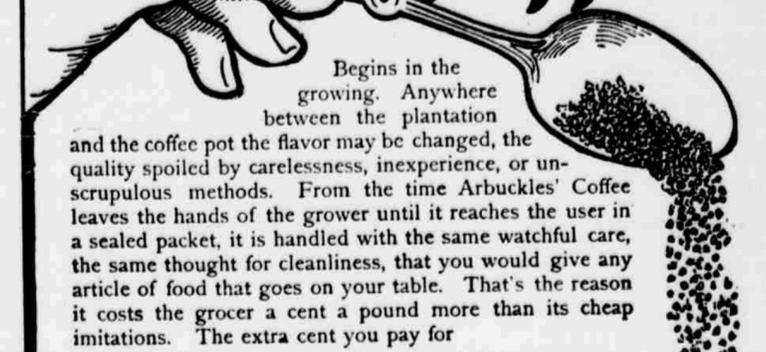 Begins in the
growing. Anywhere
between the plantation
and the coffee pot the flavor may be changed, the
quality spoiled by carelessness, inexperience, or un-
scrupulous methods. From the time Arbuckles' Coffee
leaves the hands of the grower until it reaches the user in
a sealed packet, it is handled with the same watchful care,
the same thought for cleanliness, that you would give any
article of food that goes on your table. That's the reason
it costs the grocer a cent a pound more than its cheap
imitations. The extra cent you pay for